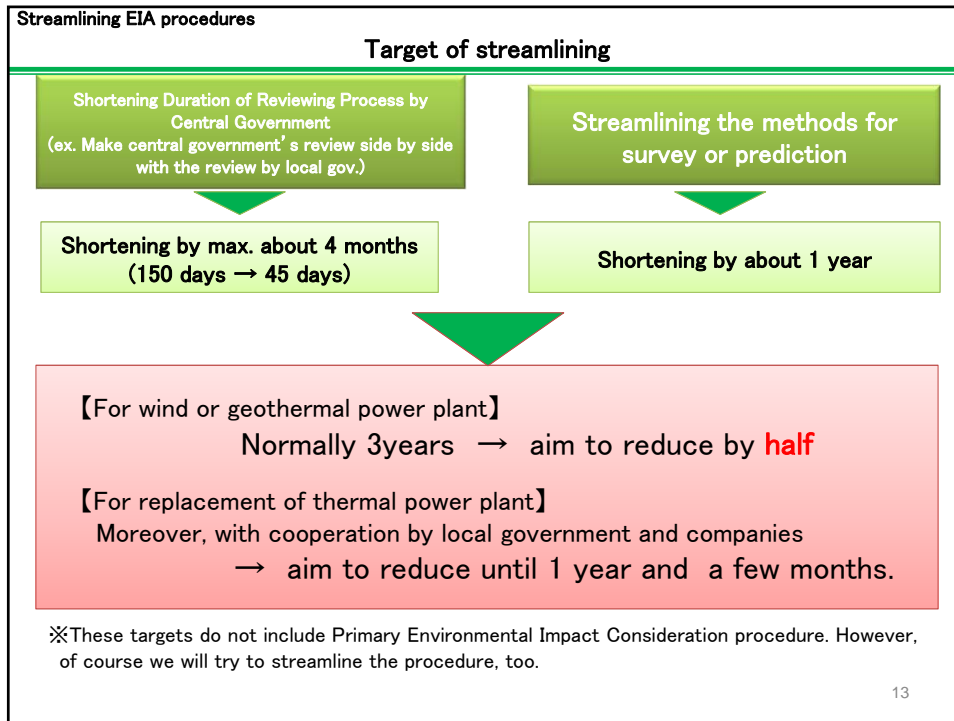 Streamlining EIA procedures
Target of streamlining
Shortening Duration of Reviewing Process by
Central Government
(ex. Make central government's review side by side
with the review by local gov.)
Shortening by max. about 4 months
(150 days → 45 days)
Streamlining the methods for
survey or prediction
Shortening by about 1 year
【For wind or geothermal power plant】
Normally 3years → aim to reduce by half
【For replacement of thermal power plant】
Moreover, with cooperation by local government and companies
→ aim to reduce until 1 year and a few months.
※These targets do not include Primary Environmental Impact Consideration procedure. However,
of course we will try to streamline the procedure, too.
13